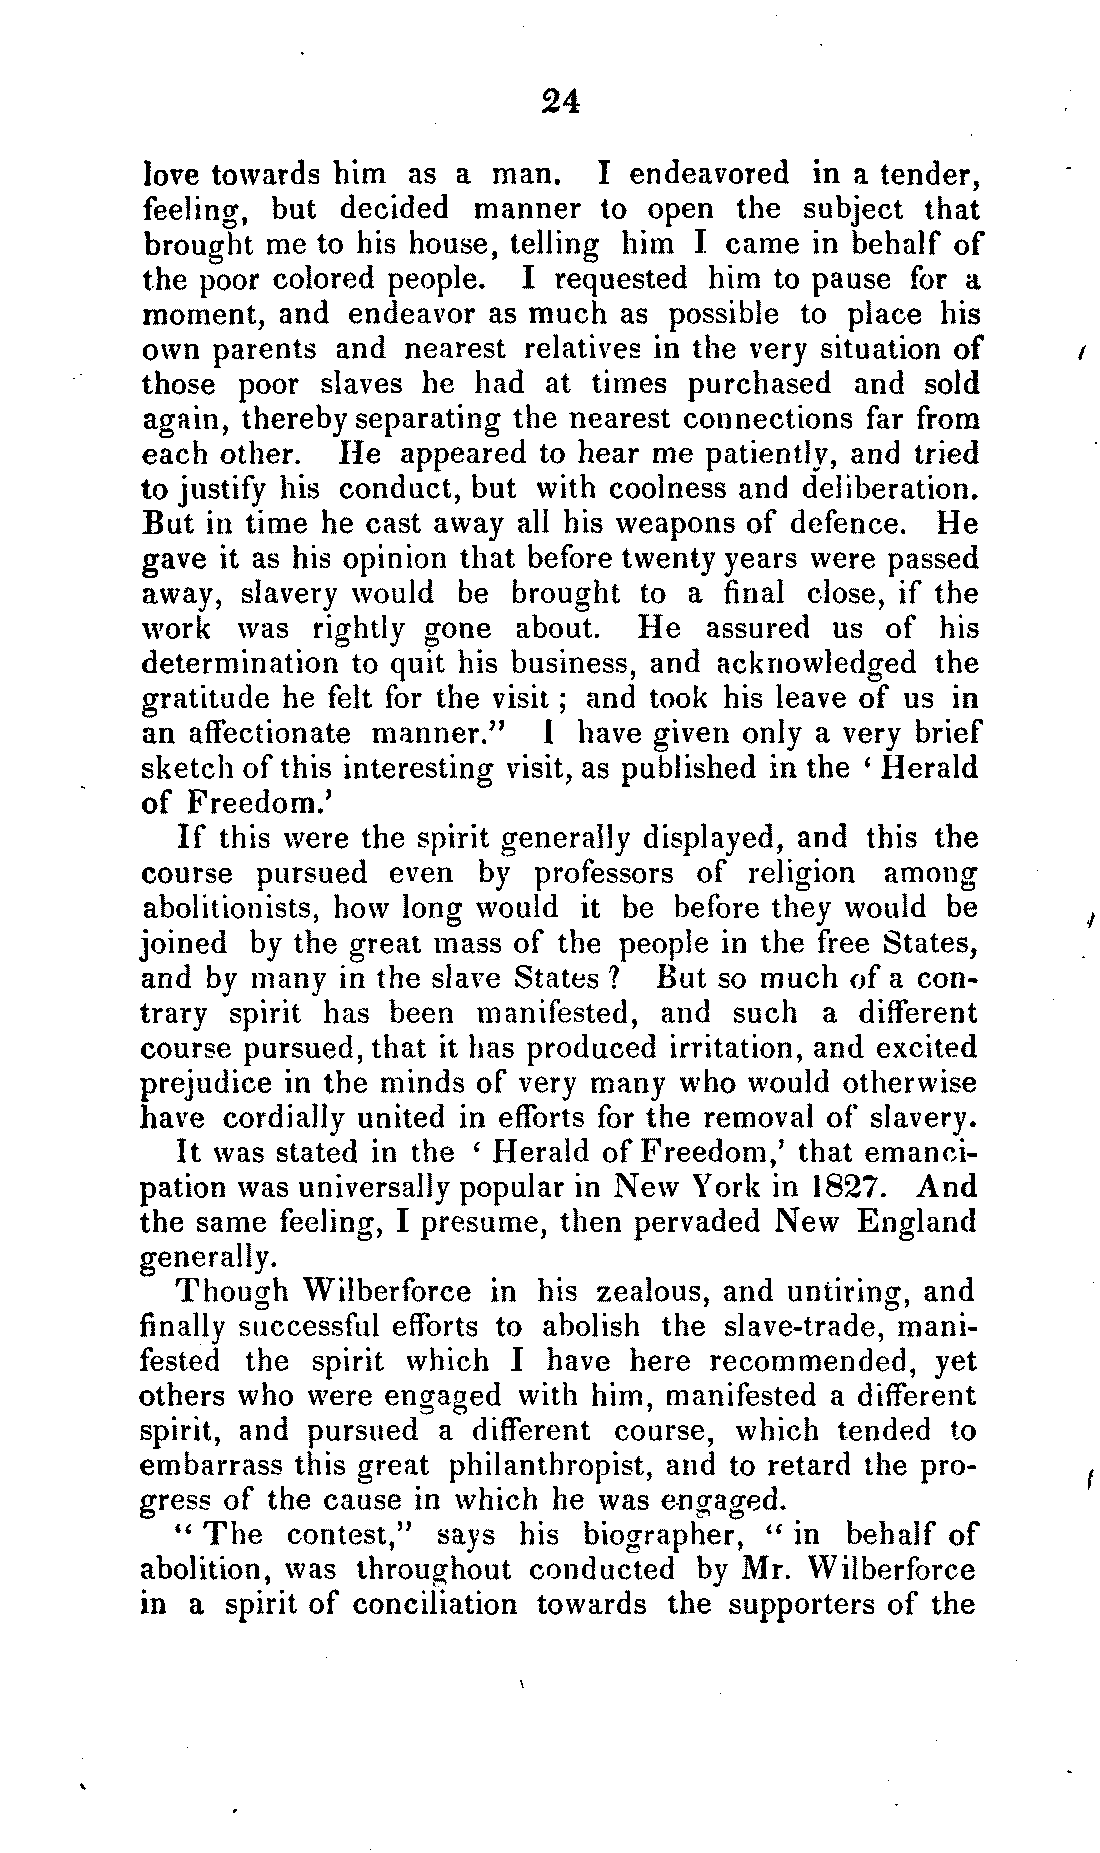 24
love towards him as a man. I endeavored in a tender,
feeling, but decided manner to open the subject that
brought me to his house, telling him I came in behalf of
the poor colored people. I requested him to pause for a
moment, and endeavor as much as possible to place his
own parents and nearest relatives in the very situation of
those poor slaves he had at times purchased and sold
again, thereby separating the nearest connections far from
each other. He appeared to hear me patiently, and tried
to justify his conduct, but with coolness and deliberation.
But in time he cast away all his weapons of defence. He
gave it as his opinion that before twenty years were passed
away, slavery would be brought to a final close, if the
work was rightly gone about. He assured us of his
determination to quit his business, and acknowledged the
gratitude he felt for the visit ; and took his leave of us in
an affectionate manner." I have given only a very brief
sketch of this interesting visit, as published in the ' Herald
of Freedom.'
If this were the spirit generally displayed, and this the
course pursued even by professors of religion among
abolitionists, how long would it be before they would be
joined by the great mass of the people in the free States,
and by many in the slave States ? But so much of a con-
trary spirit has been manifested, and such a different
course pursued, that it has produced irritation, and excited
prejudice in the minds of very many who would otherwise
have cordially united in efforts for the removal of slavery.
It was stated in the ' Herald of Freedom,' that emanci-
pation was universally popular in New York in 1827. And
the same feeling, I presume, then pervaded New England
generally.
Though Wilberforce in his zealous, and untiring, and
finally successful efforts to abolish the slave-trade, mani-
fested the spirit which I have here recommended, yet
others who were engaged with him, manifested a different
spirit, and pursued a different course, which tended to
embarrass this great philanthropist, and to retard the pro-
gress of the cause in which he was engaged.
" The contest," says his biographer, " in behalf of
abolition, was throughout conducted by Mr. Wilberforce
in a spirit of conciliation towards the supporters of the